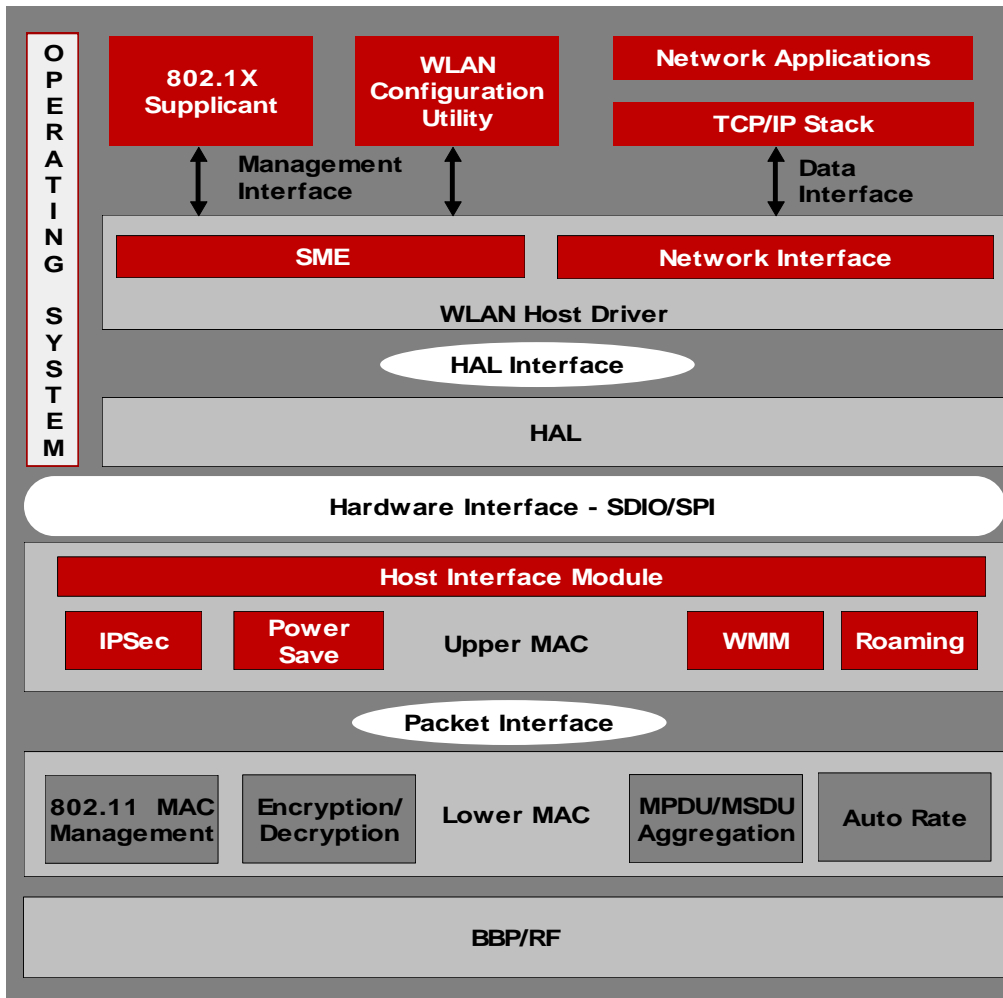 OPERATING SYSTEM
802.1X
Supplicant
WLAN
Configuration
Utility
Network Applications
TCP/IP Stack
Management
Interface
Data
Interface
SME
Network Interface
WLAN Host Driver
HAL Interface
HAL
Hardware Interface - SDIO/SPI
Host Interface Module
IPSec
Power
Save
Upper MAC
WMM
Roaming
Packet Interface
802.11 MAC
Management
Encryption/
Decryption
Lower MAC
MPDU/MSDU
Aggregation
Auto Rate
BBP/RF